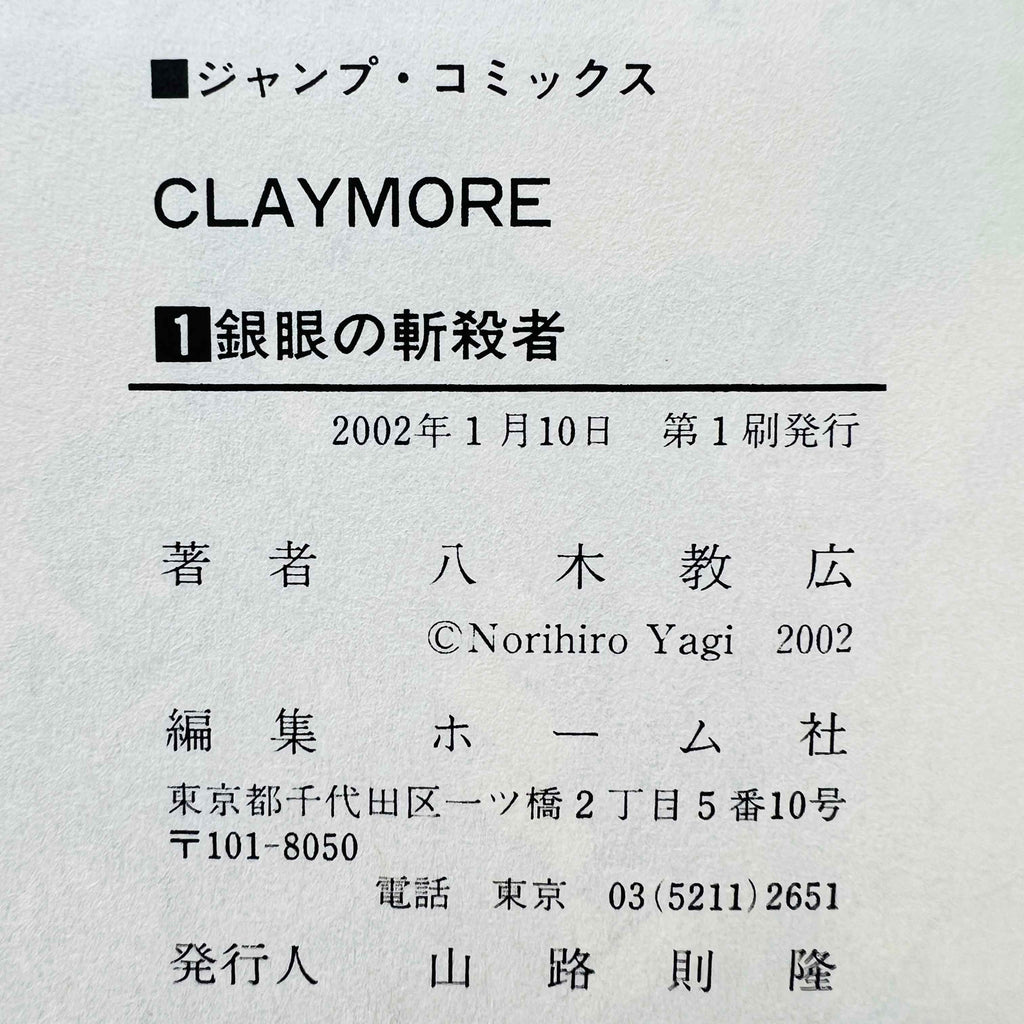 ■ジャンプ・コミックス
CLAYMORE
1銀眼の斬殺者
2002年1月10日　第1刷発行
著者　八木教広
©Norihiro Yagi 2002
編集　ホーム社
東京都千代田区一ツ橋2丁目5番10号
〒101-8050
電話　東京　03(5211)2651
発行人　山路則隆